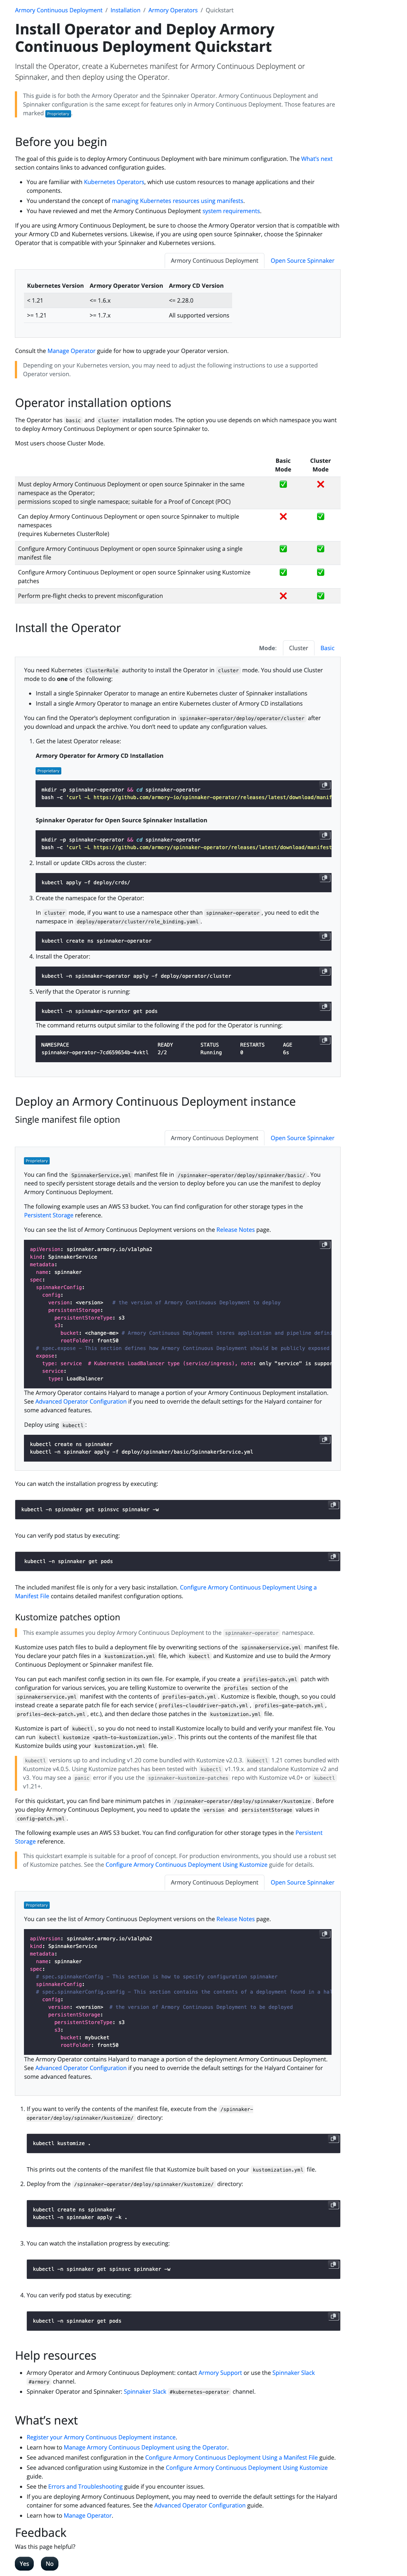 Armory Continuous Deployment / Installation / Armory Operators / Quickstart
Install Operator and Deploy Armory
Continuous Deployment Quickstart
Install the Operator, create a Kubernetes manifest for Armory Continuous Deployment or
Spinnaker, and then deploy using the Operator.
This guide is for both the Armory Operator and the Spinnaker Operator. Armory Continuous Deployment and
Spinnaker configuration is the same except for features only in Armory Continuous Deployment. Those features are
marked Proprietary
Before you begin
The goal of this guide is to deploy Armory Continuous Deployment with bare minimum configuration. The What's next
section contains links to advanced configuration guides.
You are familiar with Kubernetes Operators, which use custom resources to manage applications and their
components.
You understand the concept of managing Kubernetes resources using manifests.
You have reviewed and met the Armory Continuous Deployment system requirements.
If you are using Armory Continuous Deployment, be sure to choose the Armory Operator version that is compatible with
your Armory CD and Kubernetes versions. Likewise, if you are using open source Spinnaker, choose the Spinnaker
Operator that is compatible with your Spinnaker and Kubernetes versions.
Armory Continuous Deployment Open Source Spinnaker
Kubernetes Version Armory Operator Version Armory CD Version
< 1.21 <= 1.6.x <= 2.28.0
>= 1.21 >= 1.7.x All supported versions
Consult the Manage Operator guide for how to upgrade your Operator version.
Depending on your Kubernetes version, you may need to adjust the following instructions to use a supported
Operator version.
Operator installation options
The Operator has basic and cluster installation modes. The option you use depends on which namespace you want
to deploy Armory Continuous Deployment or open source Spinnaker to.
Most users choose Cluster Mode.
Basic Cluster
Mode Mode
Must deploy Armory Continuous Deployment or open source Spinnaker in the same ✅ ❌
namespace as the Operator;
permissions scoped to single namespace; suitable for a Proof of Concept (POC)
Can deploy Armory Continuous Deployment or open source Spinnaker to multiple ❌ ✅
namespaces
(requires Kubernetes ClusterRole)
Configure Armory Continuous Deployment or open source Spinnaker using a single ✅ ✅
manifest file
Configure Armory Continuous Deployment or open source Spinnaker using Kustomize ✅ ✅
patches
Perform pre-flight checks to prevent misconfiguration ❌ ✅
Install the Operator
Mode: Cluster Basic
You need Kubernetes ClusterRole authority to install the Operator in cluster mode. You should use Cluster
mode to do one of the following:
Install a single Spinnaker Operator to manage an entire Kubernetes cluster of Spinnaker installations
Install a single Armory Operator to manage an entire Kubernetes cluster of Armory CD installations
You can find the Operator's deployment configuration in spinnaker-operator/deploy/operator/cluster after
you download and unpack the archive. You don't need to update any configuration values.
1. Get the latest Operator release:
Armory Operator for Armory CD Installation
Proprietary
mkdir -p spinnaker-operator && cd spinnaker-operator
bash -c 'curl -L https://github.com/armory-io/spinnaker-operator/releases/latest/download/manif
Spinnaker Operator for Open Source Spinnaker Installation
mkdir -p spinnaker-operator && cd spinnaker-operator
bash -c 'curl -L https://github.com/armory/spinnaker-operator/releases/latest/download/manifest
2. Install or update CRDs across the cluster:
kubectl apply -f deploy/crds/
3. Create the namespace for the Operator:
In cluster mode, if you want to use a namespace other than spinnaker-operator, you need to edit the
namespace in deploy/operator/cluster/role_binding.yaml.
kubectl create ns spinnaker-operator
4. Install the Operator:
kubectl -n spinnaker-operator apply -f deploy/operator/cluster
5. Verify that the Operator is running:
kubectl -n spinnaker-operator get pods
The command returns output similar to the following if the pod for the Operator is running:
NAMESPACE READY STATUS RESTARTS AGE
spinnaker-operator-7cd659654b-4vktl 2/2 Running 0 6s
Deploy an Armory Continuous Deployment instance
Single manifest file option
Armory Continuous Deployment Open Source Spinnaker
Proprietary
You can find the SpinnakerService.yml manifest file in /spinnaker-operator/deploy/spinnaker/basic/. You
need to specify persistent storage details and the version to deploy before you can use the manifest to deploy
Armory Continuous Deployment.
The following example uses an AWS S3 bucket. You can find configuration for other storage types in the
Persistent Storage reference.
You can see the list of Armory Continuous Deployment versions on the Release Notes page.
apiVersion: spinnaker.armory.io/v1alpha2
kind: SpinnakerService
metadata:
name: spinnaker
spec:
spinnakerConfig:
config:
version: <version> # the version of Armory Continuous Deployment to deploy
persistentStorage:
persistentStoreType: s3
s3:
bucket: <change-me> # Armory Continuous Deployment stores application and pipeline defini
rootFolder: front50
# spec.expose - This section defines how Armory Continuous Deployment should be publicly exposed
expose:
type: service # Kubernetes LoadBalancer type (service/ingress), note: only "service" is suppor
service:
type: LoadBalancer
The Armory Operator contains Halyard to manage a portion of your Armory Continuous Deployment installation.
See Advanced Operator Configuration if you need to override the default settings for the Halyard container for
some advanced features.
Deploy using kubectl:
kubectl create ns spinnaker
kubectl -n spinnaker apply -f deploy/spinnaker/basic/SpinnakerService.yml
You can watch the installation progress by executing:
kubectl -n spinnaker get spinsvc spinnaker -w
You can verify pod status by executing:
kubectl -n spinnaker get pods
The included manifest file is only for a very basic installation. Configure Armory Continuous Deployment Using a
Manifest File contains detailed manifest configuration options.
Kustomize patches option
This example assumes you deploy Armory Continuous Deployment to the spinnaker-operator namespace.
Kustomize uses patch files to build a deployment file by overwriting sections of the spinnakerservice.yml manifest file.
You declare your patch files in a kustomization.yml file, which kubectl and Kustomize and use to build the Armory
Continuous Deployment or Spinnaker manifest file.
You can put each manifest config section in its own file. For example, if you create a profiles-patch.yml patch with
configuration for various services, you are telling Kustomize to overwrite the profiles section of the
spinnakerservice.yml manifest with the contents of profiles-patch.yml. Kustomize is flexible, though, so you could
instead create a separate patch file for each service (profiles-clouddriver-patch.yml, profiles-gate-patch.yml,
profiles-deck-patch.yml, etc.), and then declare those patches in the kustomization.yml file.
Kustomize is part of kubectl, so you do not need to install Kustomize locally to build and verify your manifest file. You
can run kubectl kustomize <path-to-kustomization.yml>. This prints out the contents of the manifest file that
Kustomize builds using your kustomization.yml file.
kubectl versions up to and including v1.20 come bundled with Kustomize v2.0.3. kubectl 1.21 comes bundled with
Kustomize v4.0.5. Using Kustomize patches has been tested with kubectl v1.19.x. and standalone Kustomize v2 and
v3. You may see a panic error if you use the spinnaker-kustomize-patches repo with Kustomize v4.0+ or kubectl
v1.21+.
For this quickstart, you can find bare minimum patches in /spinnaker-operator/deploy/spinnaker/kustomize. Before
you deploy Armory Continuous Deployment, you need to update the version and persistentStorage values in
config-patch.yml.
The following example uses an AWS S3 bucket. You can find configuration for other storage types in the Persistent
Storage reference.
This quickstart example is suitable for a proof of concept. For production environments, you should use a robust set
of Kustomize patches. See the Configure Armory Continuous Deployment Using Kustomize guide for details.
Armory Continuous Deployment Open Source Spinnaker
Proprietary
You can see the list of Armory Continuous Deployment versions on the Release Notes page.
apiVersion: spinnaker.armory.io/v1alpha2
kind: SpinnakerService
metadata:
name: spinnaker
spec:
# spec.spinnakerConfig - This section is how to specify configuration spinnaker
spinnakerConfig:
# spec.spinnakerConfig.config - This section contains the contents of a deployment found in a hal
config:
version: <version> # the version of Armory Continuous Deployment to be deployed
persistentStorage:
persistentStoreType: s3
s3:
bucket: mybucket
rootFolder: front50
The Armory Operator contains Halyard to manage a portion of the deployment Armory Continuous Deployment.
See Advanced Operator Configuration if you need to override the default settings for the Halyard Container for
some advanced features.
1. If you want to verify the contents of the manifest file, execute from the /spinnaker-
operator/deploy/spinnaker/kustomize/ directory:
kubectl kustomize .
This prints out the contents of the manifest file that Kustomize built based on your kustomization.yml file.
2. Deploy from the /spinnaker-operator/deploy/spinnaker/kustomize/ directory:
kubectl create ns spinnaker
kubectl -n spinnaker apply -k .
3. You can watch the installation progress by executing:
kubectl -n spinnaker get spinsvc spinnaker -w
4. You can verify pod status by executing:
kubectl -n spinnaker get pods
Help resources
Armory Operator and Armory Continuous Deployment: contact Armory Support or use the Spinnaker Slack
#armory channel.
Spinnaker Operator and Spinnaker: Spinnaker Slack #kubernetes-operator channel.
What's next
Register your Armory Continuous Deployment instance.
Learn how to Manage Armory Continuous Deployment using the Operator.
See advanced manifest configuration in the Configure Armory Continuous Deployment Using a Manifest File guide.
See advanced configuration using Kustomize in the Configure Armory Continuous Deployment Using Kustomize
guide.
See the Errors and Troubleshooting guide if you encounter issues.
If you are deploying Armory Continuous Deployment, you may need to override the default settings for the Halyard
container for some advanced features. See the Advanced Operator Configuration guide.
Learn how to Manage Operator.
Feedback
Was this page helpful?
Yes No